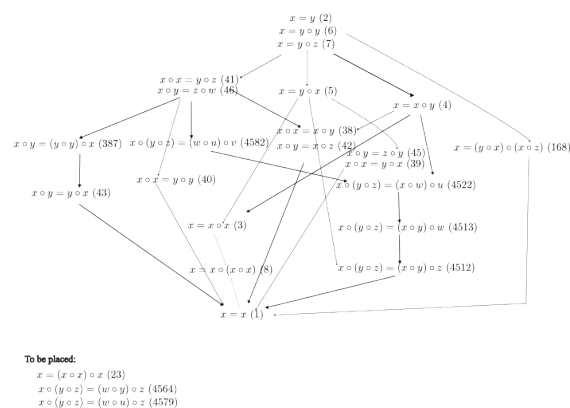 x = y (2)
x = y ∘ y (6)
x = y ∘ z (7)
x ∘ x = y ∘ z (41)
x ∘ y = z ∘ w (46)
x = y ∘ x (5)
x = x ∘ y (4)
x ∘ x = x ∘ y (38)
x ∘ y = (y ∘ y) ∘ x (387)
x ∘ (y ∘ z) = (w ∘ u) ∘ v (4582)
x ∘ y = x ∘ z (42)
x ∘ y = z ∘ y (45)
x ∘ x = y ∘ x (39)
x = (y ∘ x) ∘ (x ∘ z) (168)
x ∘ y = y ∘ x (43)
x ∘ x = y ∘ y (40)
x ∘ (y ∘ z) = (x ∘ w) ∘ u (4522)
x = x ∘ x (3)
x ∘ (y ∘ z) = (x ∘ y) ∘ w (4513)
x = x ∘ (x ∘ x) (8)
x ∘ (y ∘ z) = (x ∘ y) ∘ z (4512)
x = x (1)
To be placed:
x = (x ∘ x) ∘ x (23)
x ∘ (y ∘ z) = (w ∘ y) ∘ z (4564)
x ∘ (y ∘ z) = (w ∘ u) ∘ z (4579)